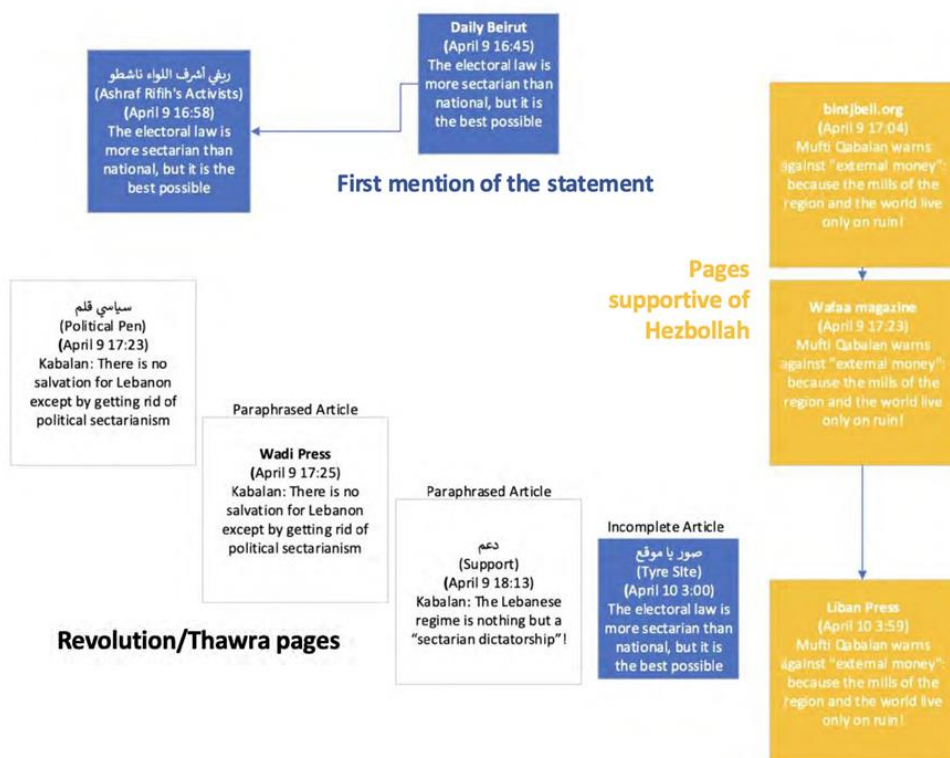 Daily Beirut
(April 9 16:45)
The electoral law is
more sectarian than
national, but it is
the best possible
ريفي أشرف اللواء ناشطو
(Ashraf Rifih's Activists)
(April 9 16:58)
The electoral law is
more sectarian than
national, but it is the
best possible
First mention of the statement
bintjbell.org
(April 9 17:04)
Mufti Qabalan warns
against "external money":
because the mills of the
region and the world live
only on ruin!
Pages
supportive of
Hezbollah
Wafaa magazine
(April 9 17:23)
Mufti Qabalan warns
against "external money":
because the mills of the
region and the world live
only on ruin!
سياسي قلم
(Political Pen)
(April 9 17:23)
Kabalan: There is no
salvation for Lebanon
except by getting rid of
political sectarianism
Paraphrased Article
Wadi Press
(April 9 17:25)
Kabalan: There is no
salvation for Lebanon
except by getting rid of
political sectarianism
Paraphrased Article
دعم
(Support)
(April 9 18:13)
Kabalan: The Lebanese
regime is nothing but a
"sectarian dictatorship"!
Incomplete Article
صور يا موقع
(Tyre SIte)
(April 10 3:00)
The electoral law is
more sectarian than
national, but it is
the best possible
Liban Press
(April 10 3:59)
Mufti Qabalan warns
against "external money":
because the mills of the
region and the world live
only on ruin!
Revolution/Thawra pages